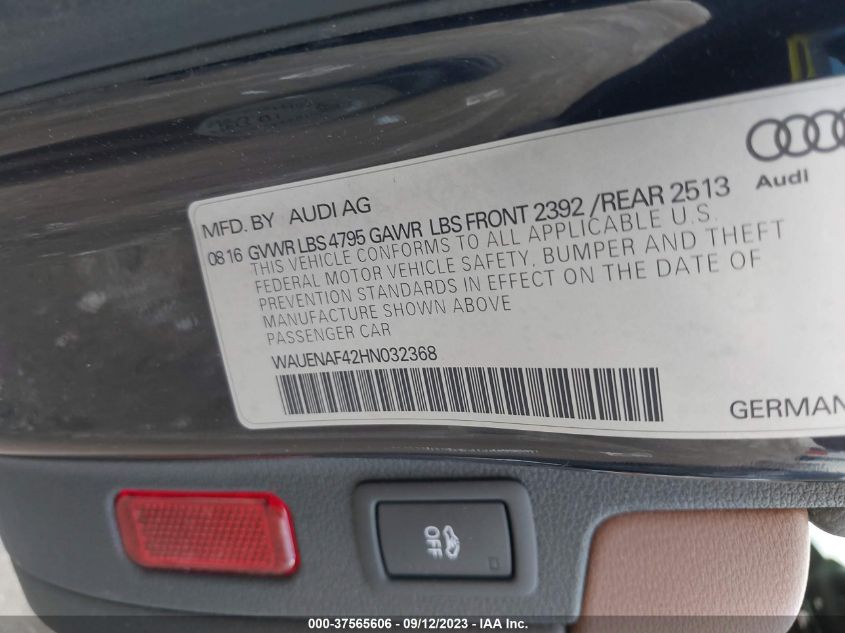 Audi
MFD. BY AUDI AG
08 16 GVWR LBS 4795 GAWR LBS FRONT 2392 /REAR 2513
THIS VEHICLE CONFORMS TO ALL APPLICABLE U.S.
FEDERAL MOTOR VEHICLE SAFETY, BUMPER AND THEFT
PREVENTION STANDARDS IN EFFECT ON THE DATE OF
MANUFACTURE SHOWN ABOVE
PASSENGER CAR
WAUENAF42HN032368
GERMAN
OFF
000-37565606 - 09/12/2023 - IAA Inc.